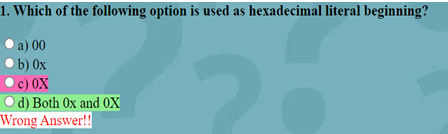 1. Which of the following option is used as hexadecimal literal beginning?
a) 00
b) 0x
c) 0X
d) Both 0x and 0X
Wrong Answer!!